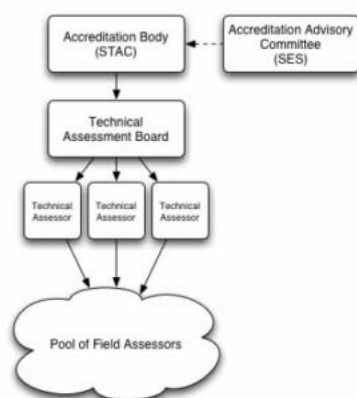 Accreditation Body
(STAC)
Accreditation Advisory
Committee
(SES)
Technical
Assessment Board
Technical
Assessor
Technical
Assessor
Technical
Assessor
Pool of Field Assessors